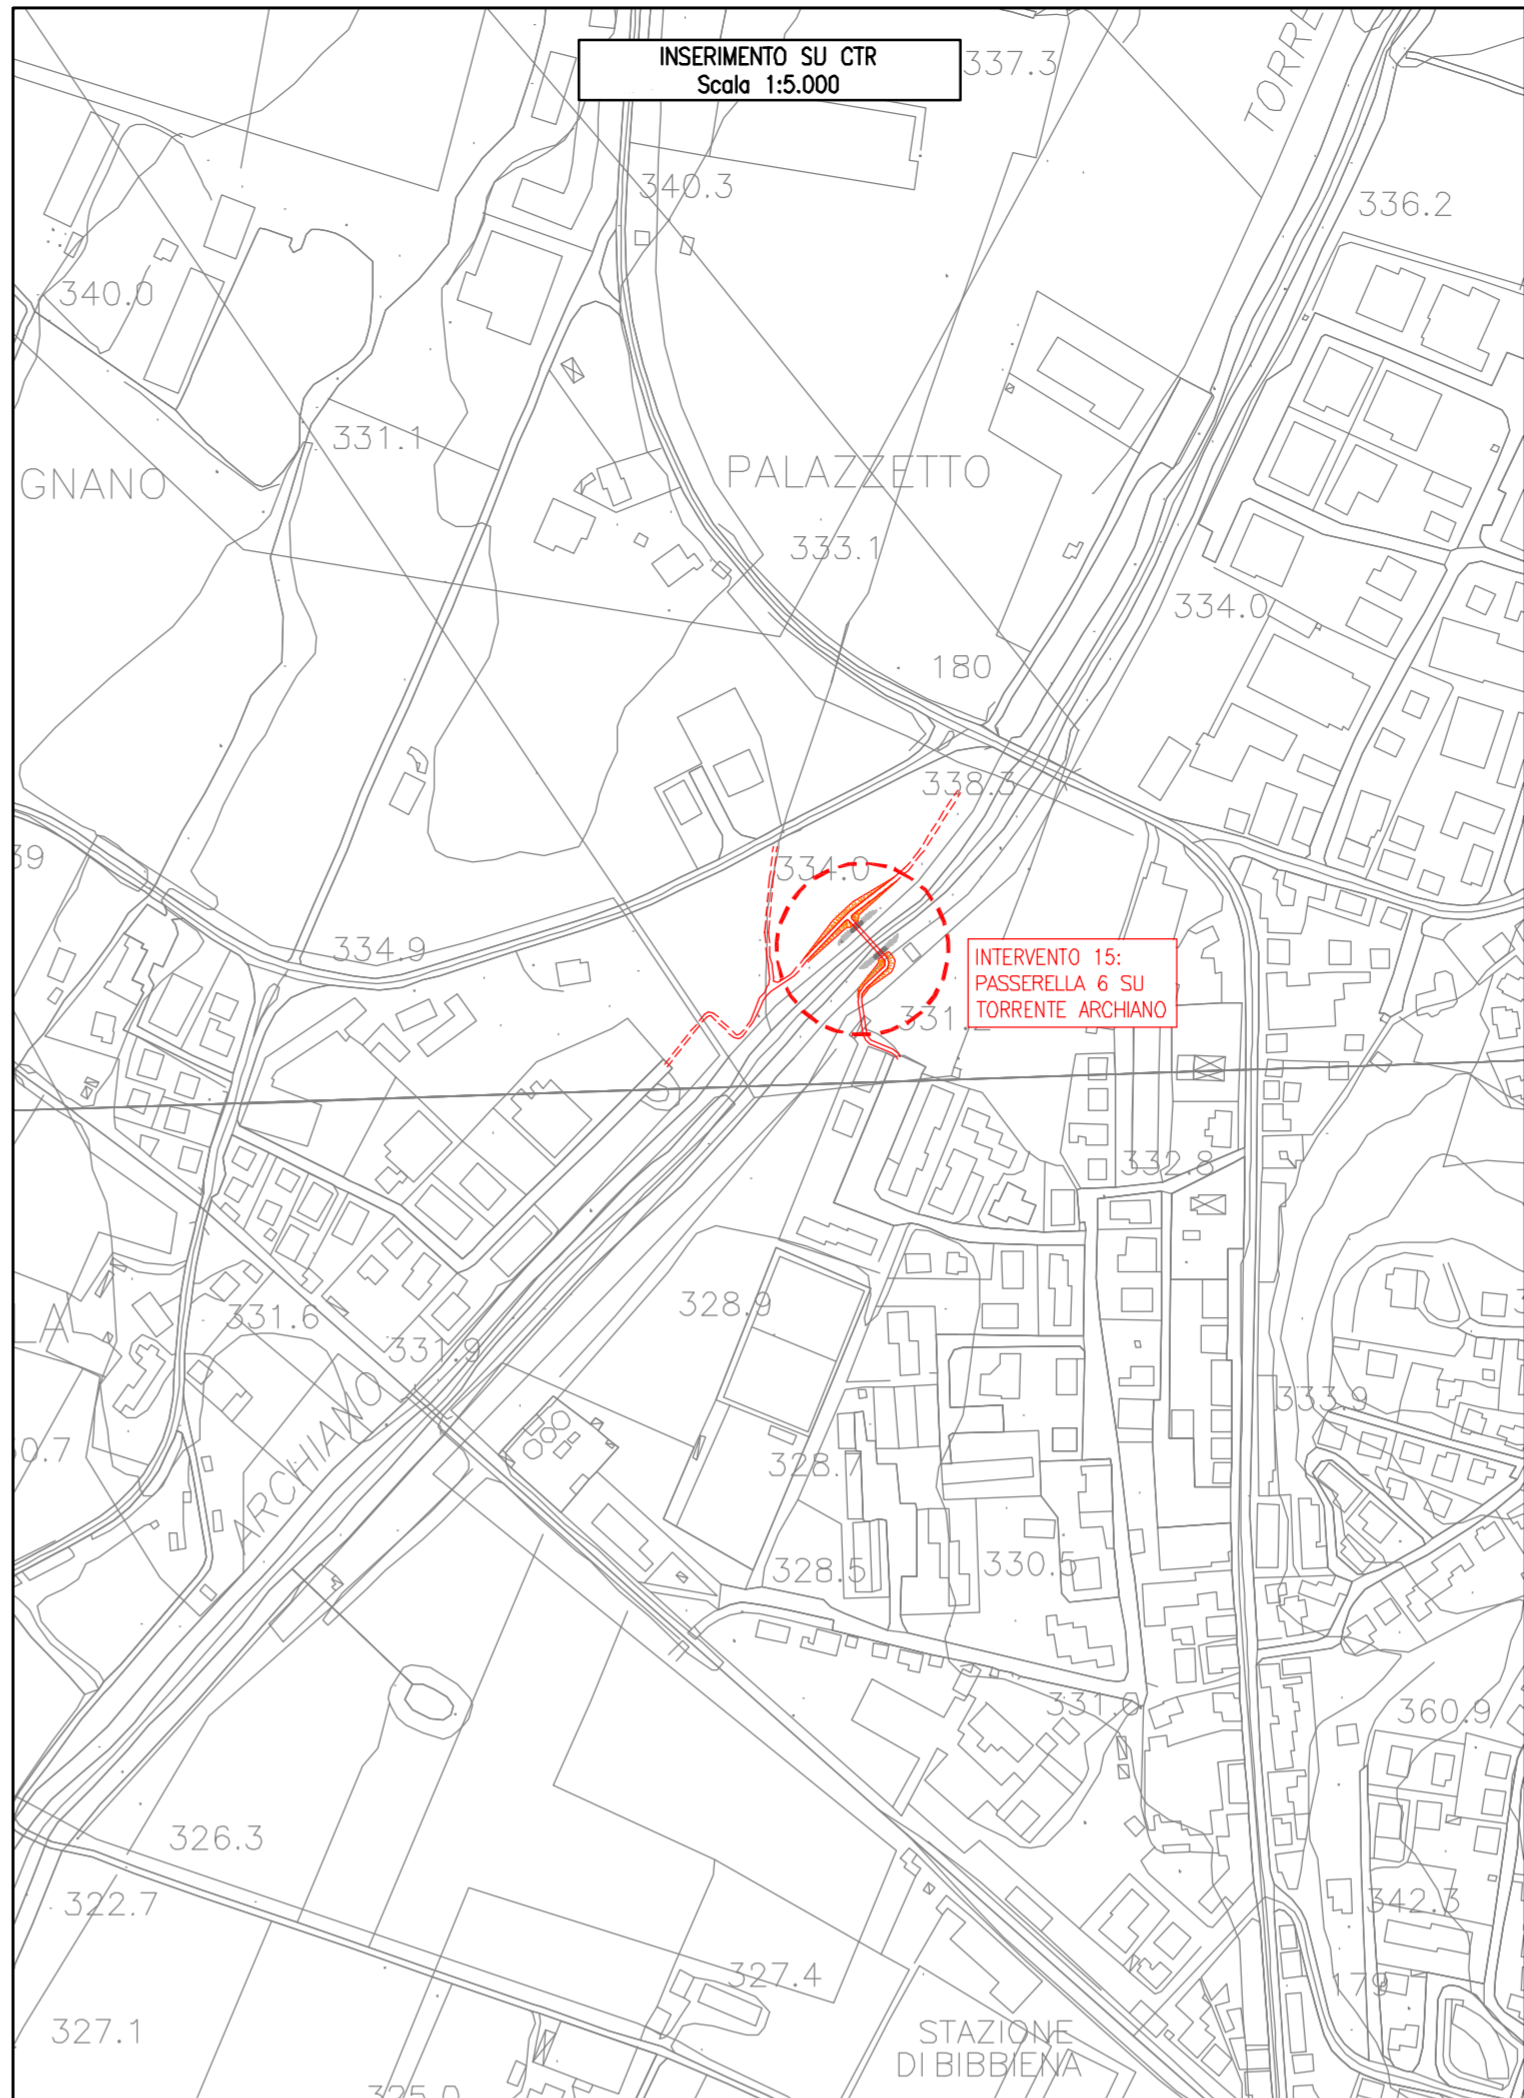 INSERIMENTO SU CTR
Scala 1:5.000
337.3
TORRE
340.3
336.2
340.0
331.1
GNANO
PALAZZETTO
333.1
334.0
180
338.3
39
334.0
334.9
INTERVENTO 15:
PASSERELLA 6 SU
TORRENTE ARCHIANO
332.8
328.9
331.6
LA
331.9
333.9
ARCHIANO
0.7
328.7
328.5
330.5
360.9
326.3
322.7
342.3
327.4
179
327.1
STAZIONE
DI BIBBIENA